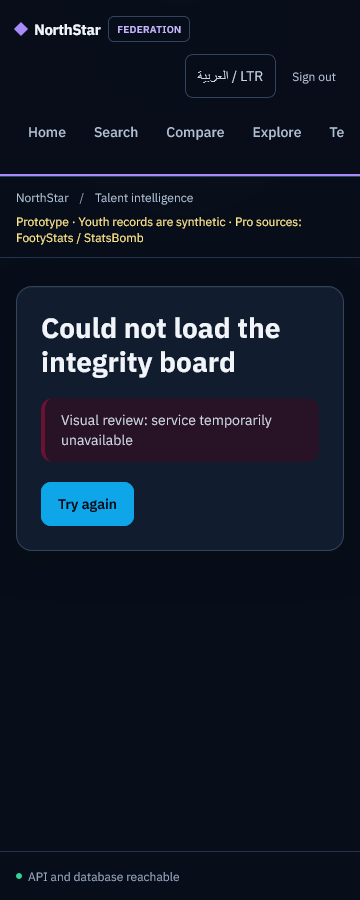 NorthStar FEDERATION
العربية / LTR Sign out
Home Search Compare Explore Te
NorthStar / Talent intelligence
Prototype · Youth records are synthetic · Pro sources:
FootyStats / StatsBomb
Could not load the
integrity board
Visual review: service temporarily
unavailable
Try again
API and database reachable